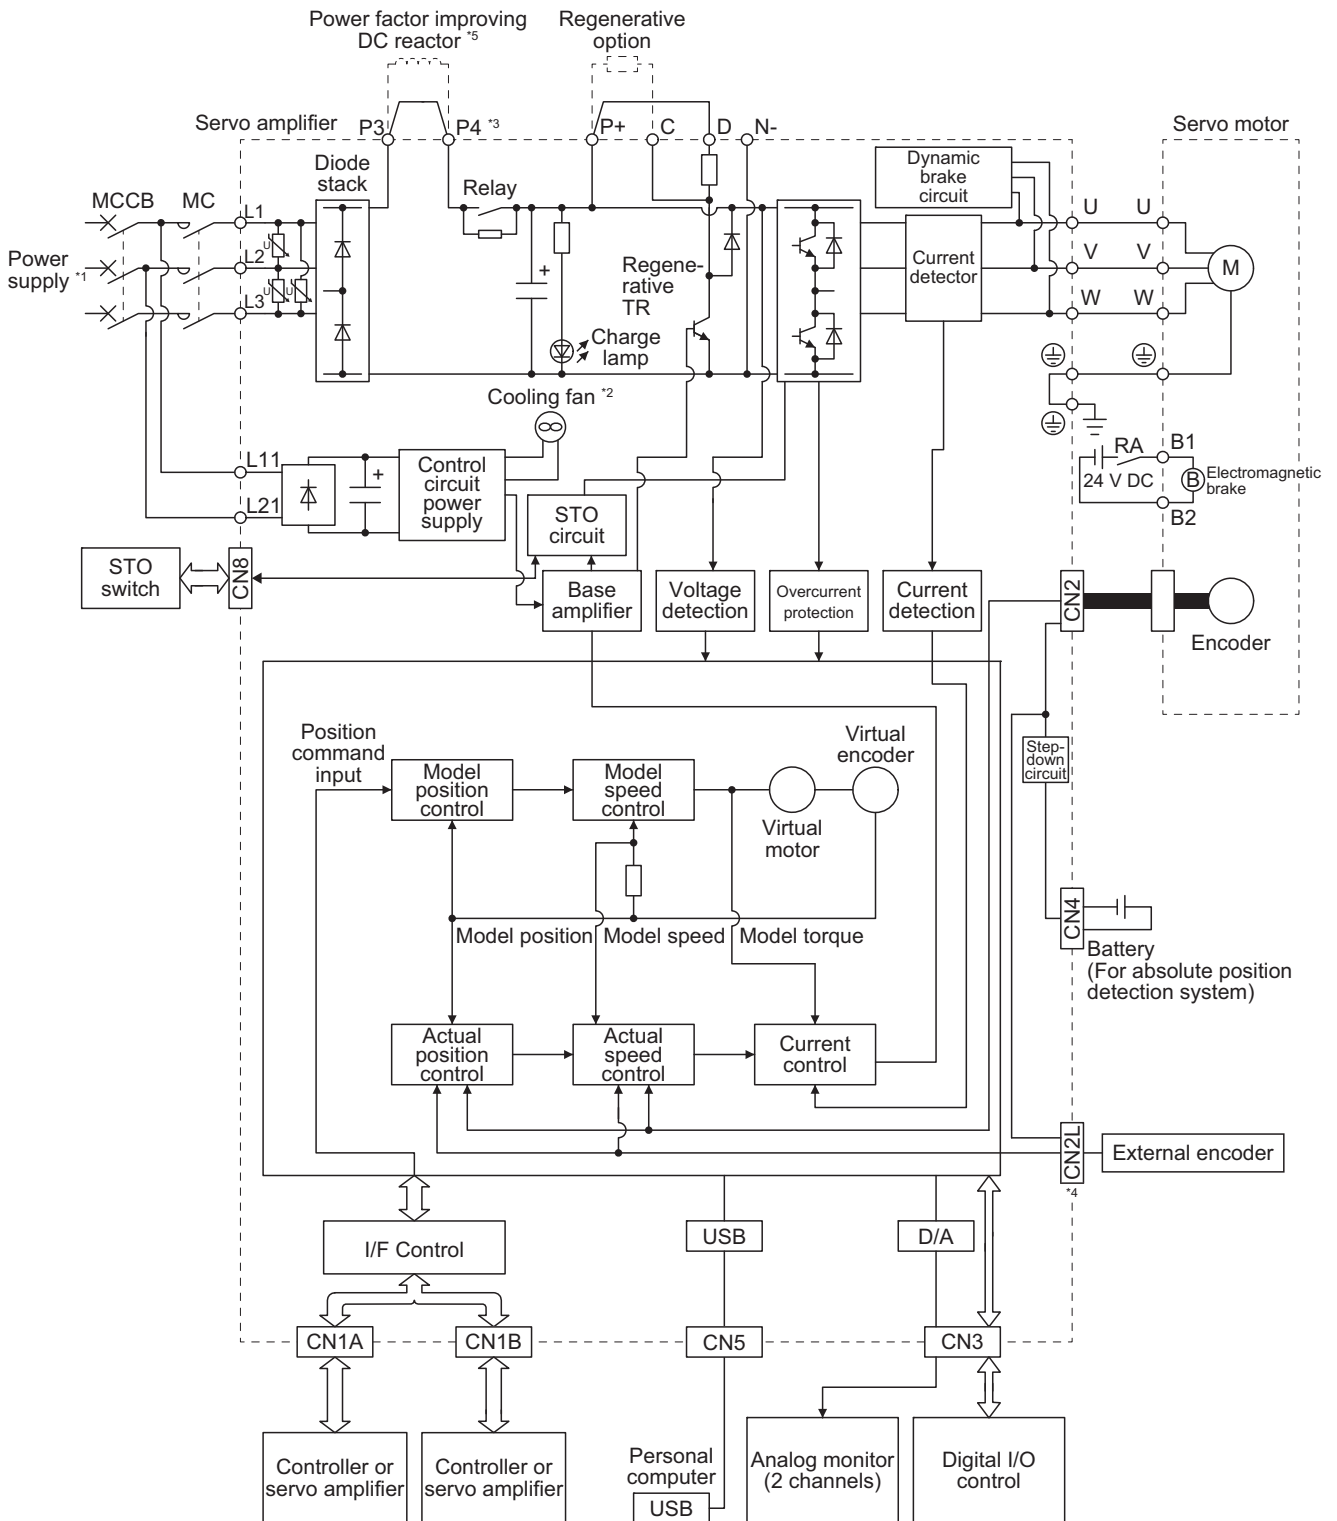 Power factor improving
DC reactor *5
Regenerative
option
Servo amplifier
P3
P4 *3
P+
C
D
N-
Servo motor
Diode
stack
Dynamic
brake
circuit
MCCB
MC
Relay
L1
U
U
Power
supply *1
L2
U
V
V
Current
detector
M
Regene-
rative
TR
L3
U
U
W
W
+
Charge
lamp
Cooling fan *2
L11
+
Control
circuit
power
supply
RA
B1
24 V DC
B
Electromagnetic
brake
L21
STO
circuit
B2
STO
switch
CN8
Base
amplifier
Voltage
detection
Overcurrent
protection
Current
detection
CN2
Encoder
Position
command
input
Virtual
encoder
Step-
down
circuit
Model
position
control
Model
speed
control
Virtual
motor
CN4
Model position
Model speed
Model torque
Battery
(For absolute position
detection system)
Actual
position
control
Actual
speed
control
Current
control
CN2L
External encoder
*4
I/F Control
USB
D/A
CN1A
CN1B
CN5
CN3
Controller or
servo amplifier
Controller or
servo amplifier
Personal
computer
USB
Analog monitor
(2 channels)
Digital I/O
control